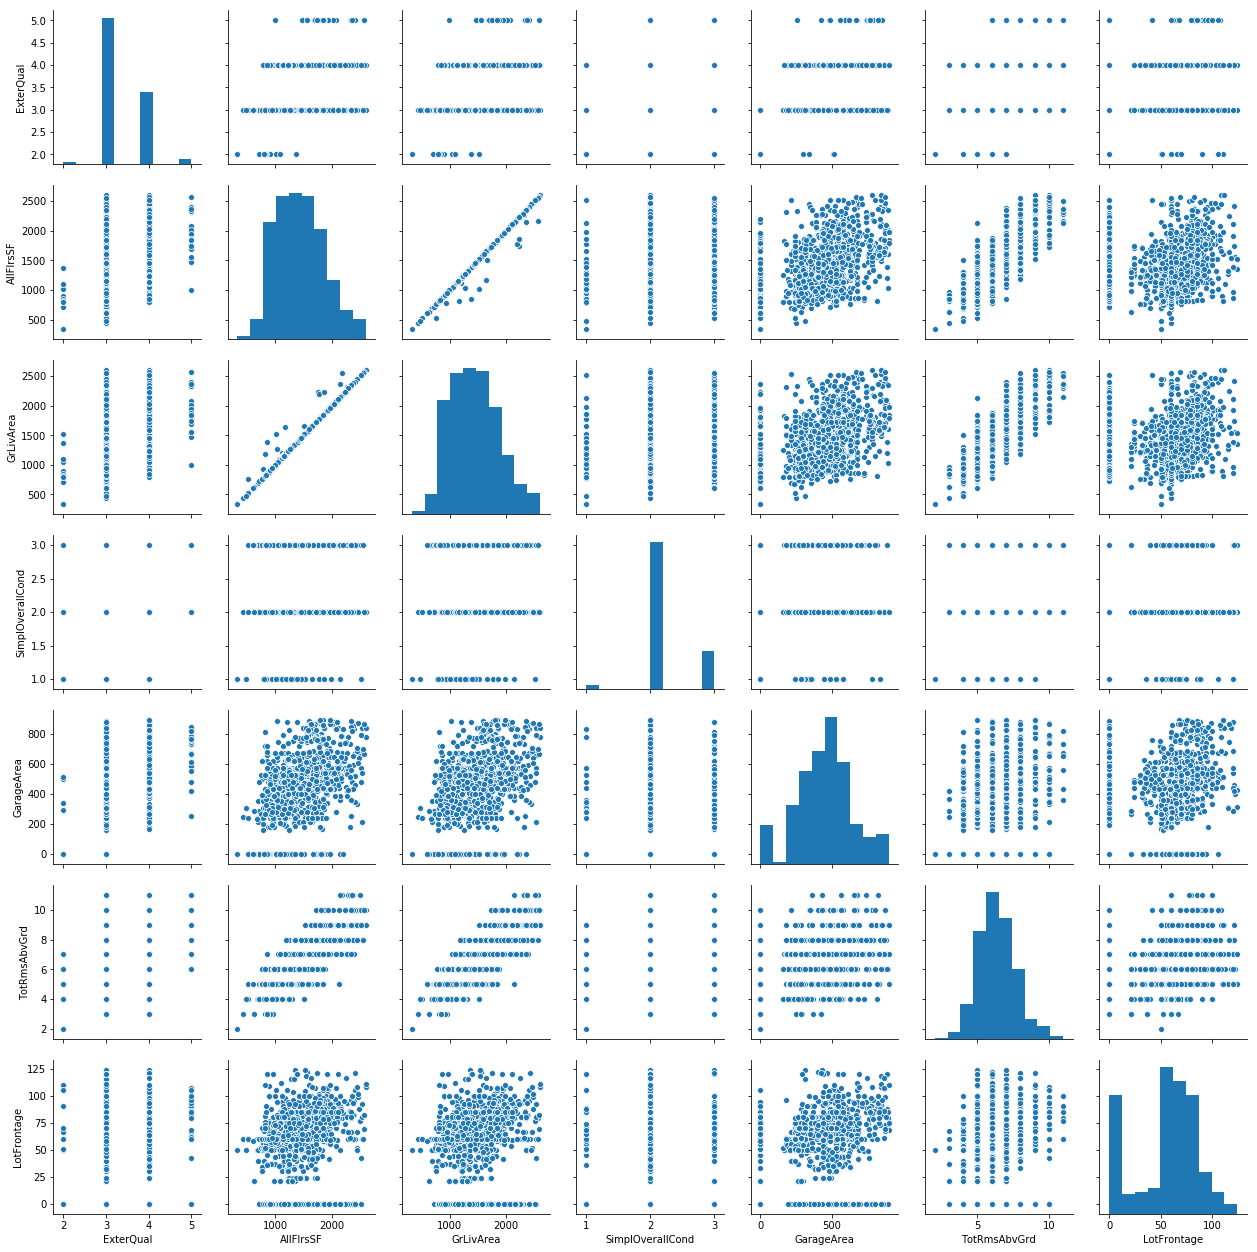 ExterQual
5.0
4.5
4.0
3.5
3.0
2.5
2.0
AllFlrsSF
2500
2000
1500
1000
500
GrLivArea
2500
2000
1500
1000
500
SimplOverallCond
3.0
2.5
2.0
1.5
1.0
GarageArea
800
600
400
200
0
TotRmsAbvGrd
10
8
6
4
2
LotFrontage
125
100
75
50
25
0
2 3 4 5
1000 2000
1000 2000
1 2 3
0 500
5 10
0 50 100
ExterQual
AllFlrsSF
GrLivArea
SimplOverallCond
GarageArea
TotRmsAbvGrd
LotFrontage